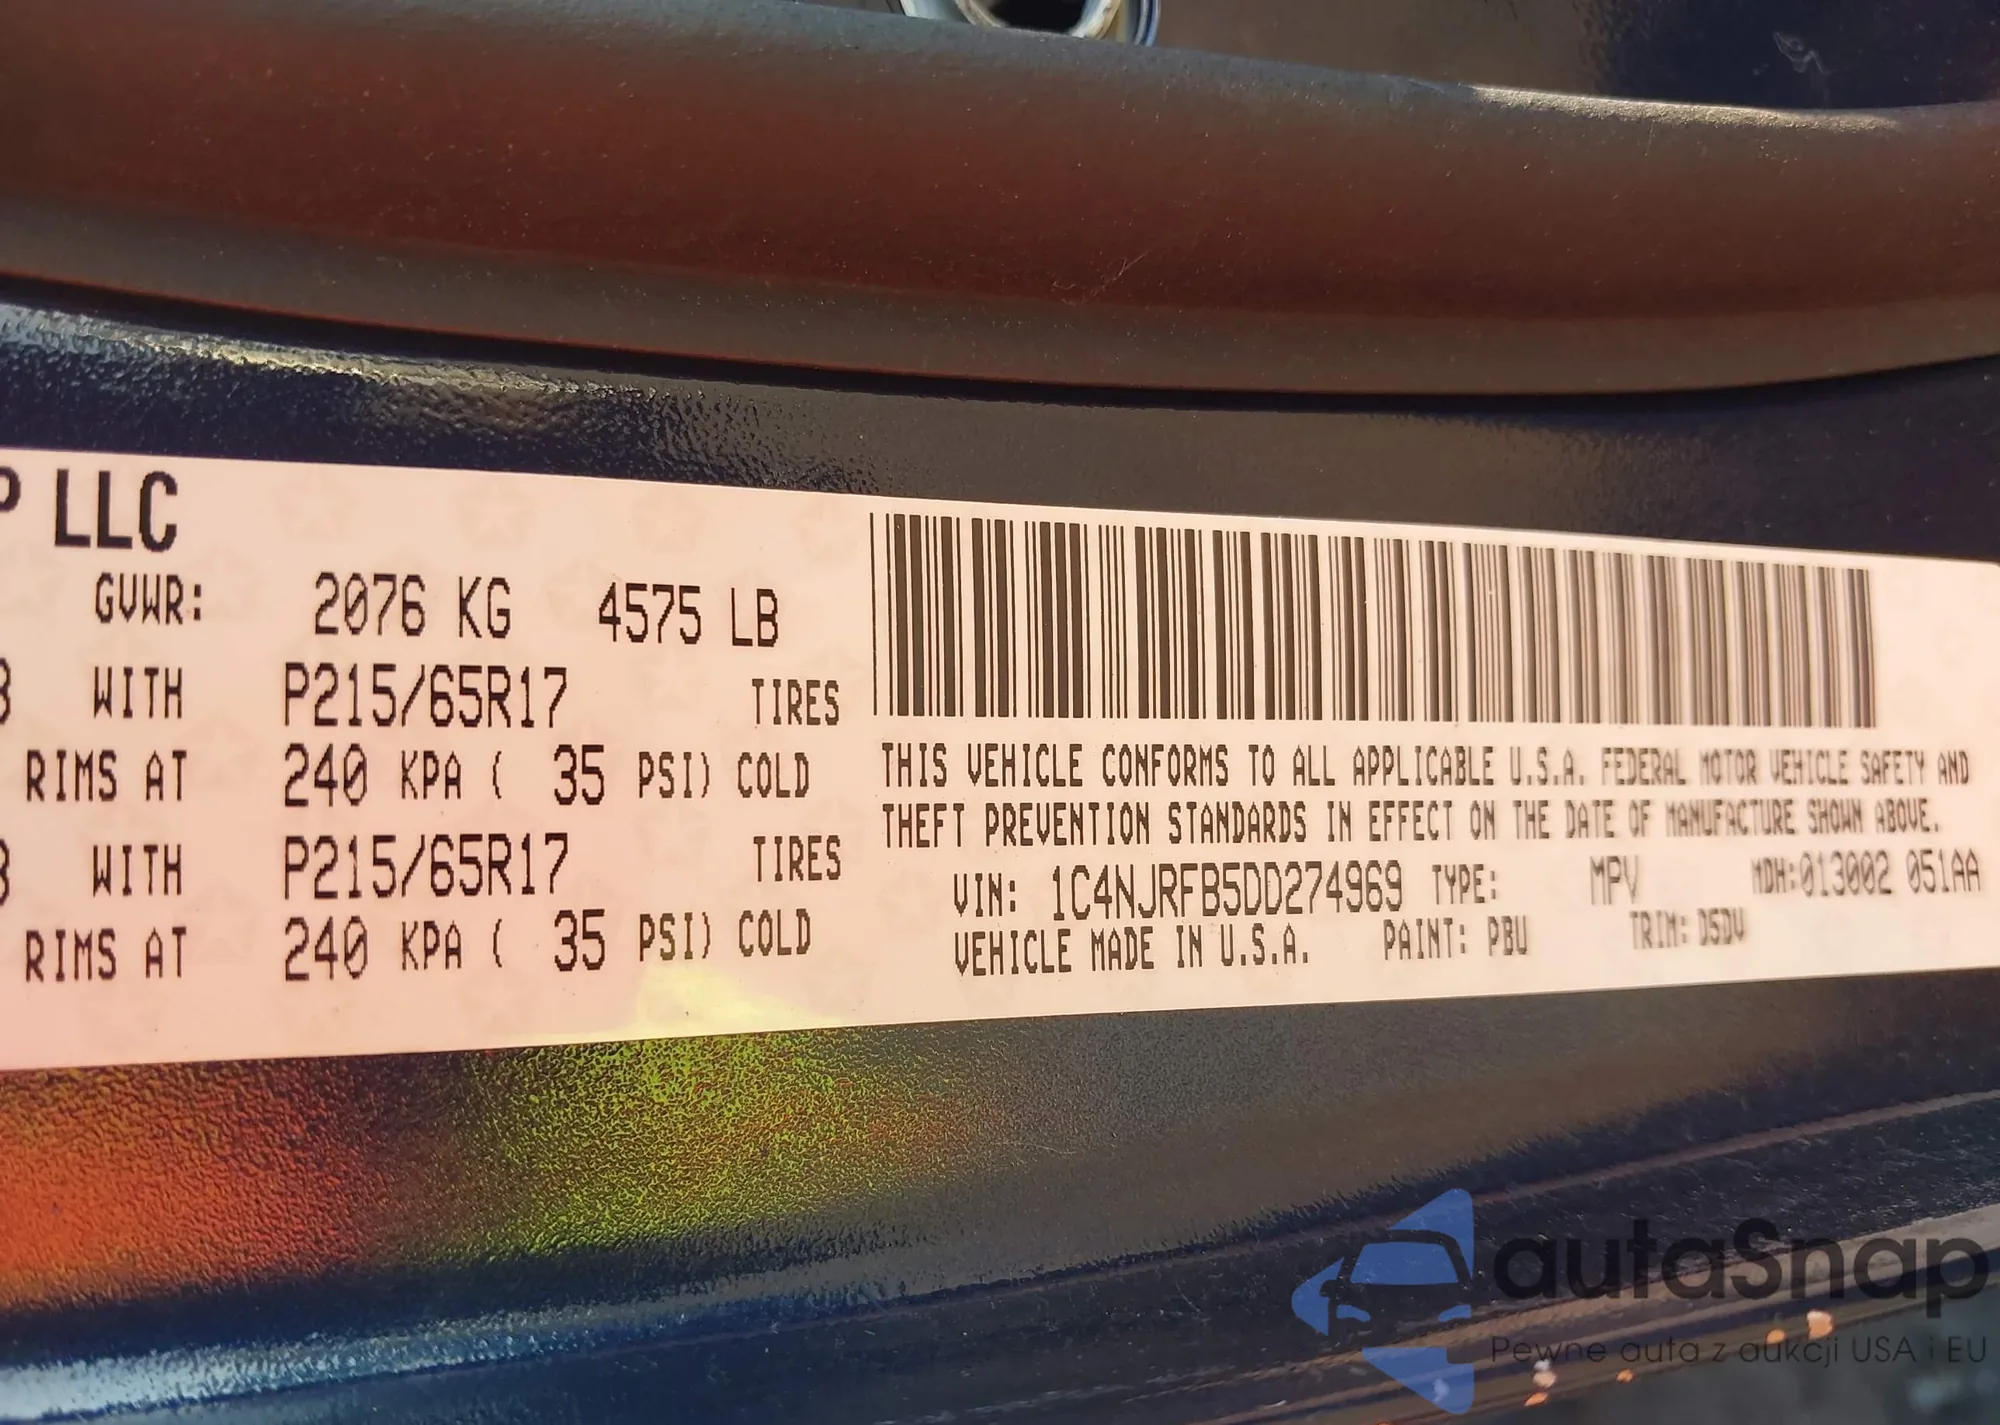 P LLC
GVWR: 2076 KG 4575 LB
WITH P215/65R17 TIRES
RIMS AT 240 KPA ( 35 PSI) COLD
WITH P215/65R17 TIRES
RIMS AT 240 KPA ( 35 PSI) COLD
THIS VEHICLE CONFORMS TO ALL APPLICABLE U.S.A. FEDERAL MOTOR VEHICLE SAFETY AND
THEFT PREVENTION STANDARDS IN EFFECT ON THE DATE OF MANUFACTURE SHOWN ABOVE.
VIN: 1C4NJRFB5DD274969 TYPE: MPV MDH:013002 051AA
VEHICLE MADE IN U.S.A. PAINT: PBU TRIM: D5DV
autaSnap
Pewne auta z aukcji USA i EU